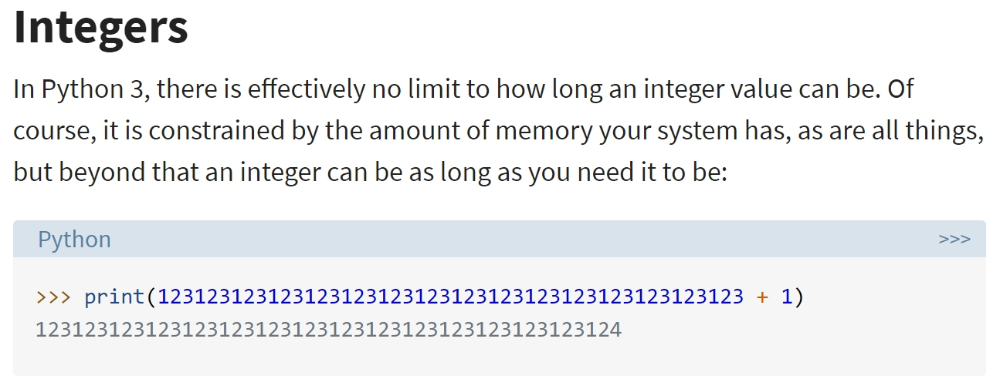 Integers
In Python 3, there is effectively no limit to how long an integer value can be. Of
course, it is constrained by the amount of memory your system has, as are all things,
but beyond that an integer can be as long as you need it to be:
Python >>>
>>> print(123123123123123123123123123123123123123123123123 + 1)
123123123123123123123123123123123123123123123124